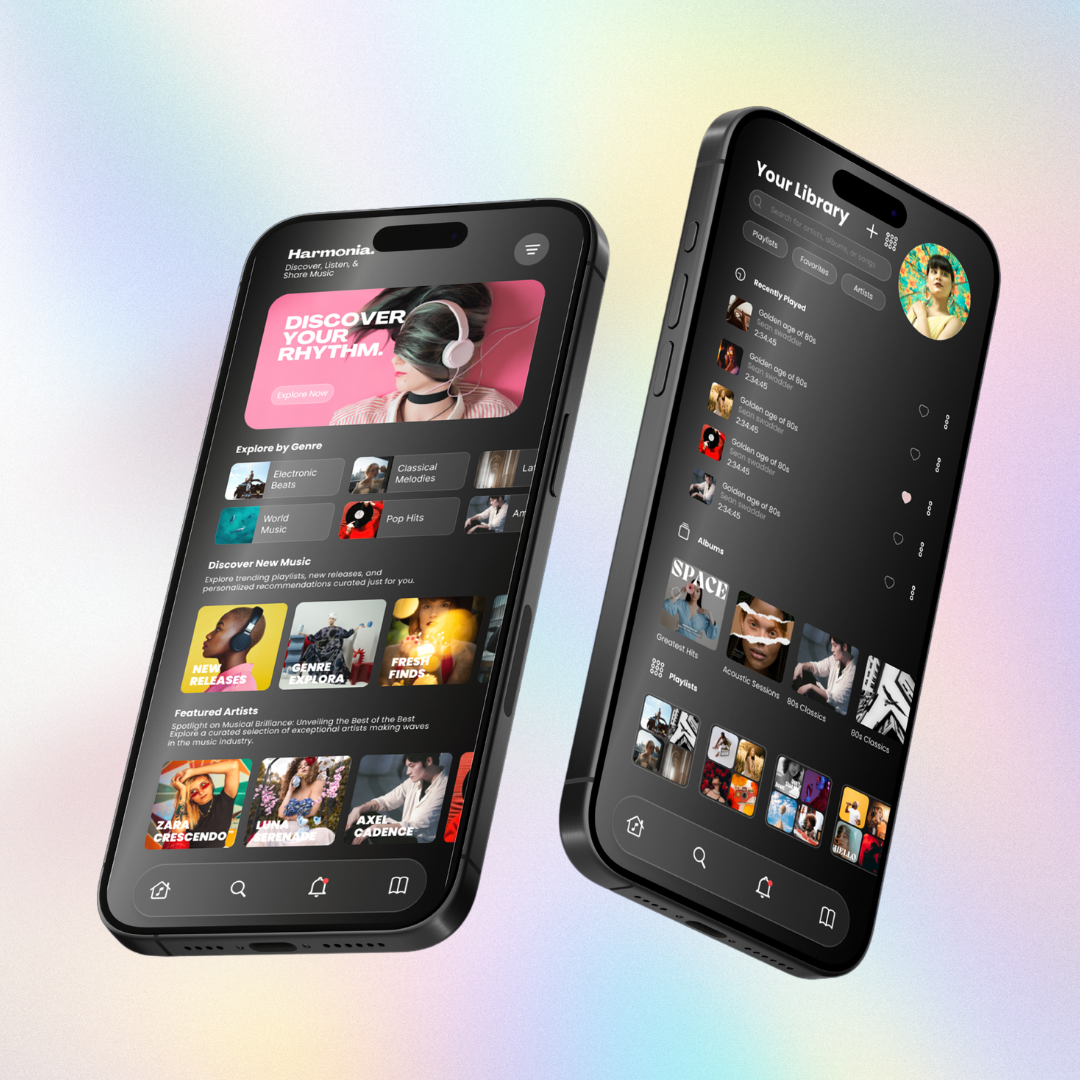 Harmonia.
Discover, Listen, &
Share Music
DISCOVER
YOUR
RHYTHM.
Explore Now
Explore by Genre
Electronic
Beats
Classical
Melodies
La
World
Music
Pop Hits
Am
Discover New Music
Explore trending playlists, new releases, and
personalized recommendations curated just for you.
NEW
RELEASES
GENRE
EXPLORA
FRESH
FINDS.
Featured Artists
Spotlight on Musical Brilliance: Unveiling the Best of the Best
Explore a curated selection of exceptional artists making waves
in the music industry.
ZARA
CRESCENDO
LUNA
SERENADE
AXEL
CADENCE
Your Library
Search for artists, albums, or songs
Playlists
Favorites
Artists
Recently Played
Golden age of 80s
Sean swadder
2:34:45
Golden age of 80s
Sean swadder
2:34:45
Golden age of 80s
Sean swadder
2:34:45
Golden age of 80s
Sean swadder
2:34:45
Golden age of 80s
Sean swadder
2:34:45
Albums
SPACE
Greatest Hits
Acoustic Sessions
80s Classics
80s Classics
Playlists
HELLO